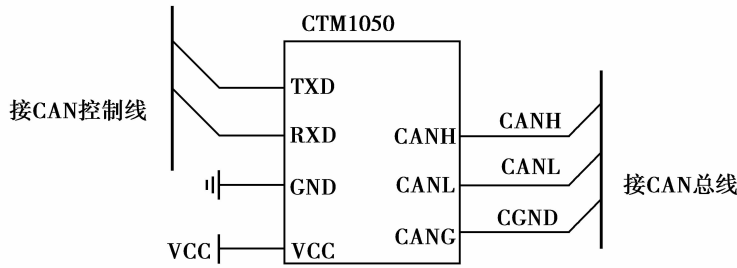 CTM1050
TXD
RXD
GND
VCC
VCC
CANH
CANL
CANG
CANH
CANL
CGND
接CAN控制线
接CAN总线